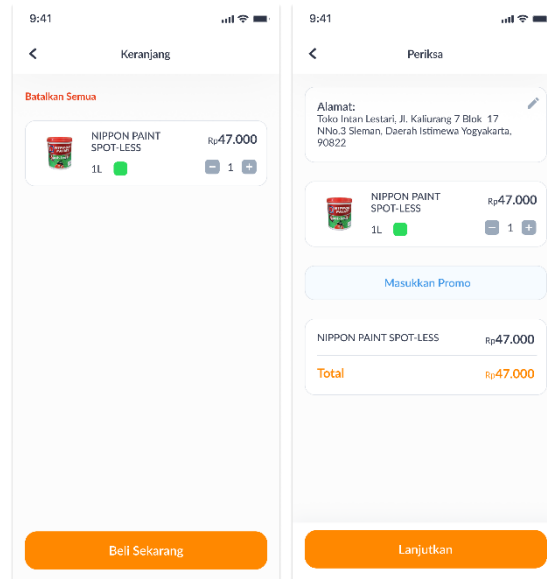 9:41
Keranjang
Batalkan Semua
NIPPON PAINT
SPOT-LESS
Rp47.000
1L
1
Beli Sekarang
9:41
Periksa
Alamat:
Toko Intan Lestari, Jl. Kaliurang 7 Blok 17
NNo.3 Sleman, Daerah Istimewa Yogyakarta,
90822
NIPPON PAINT
SPOT-LESS
Rp47.000
1L
1
Masukkan Promo
NIPPON PAINT SPOT-LESS Rp47.000
Total Rp47.000
Lanjutkan